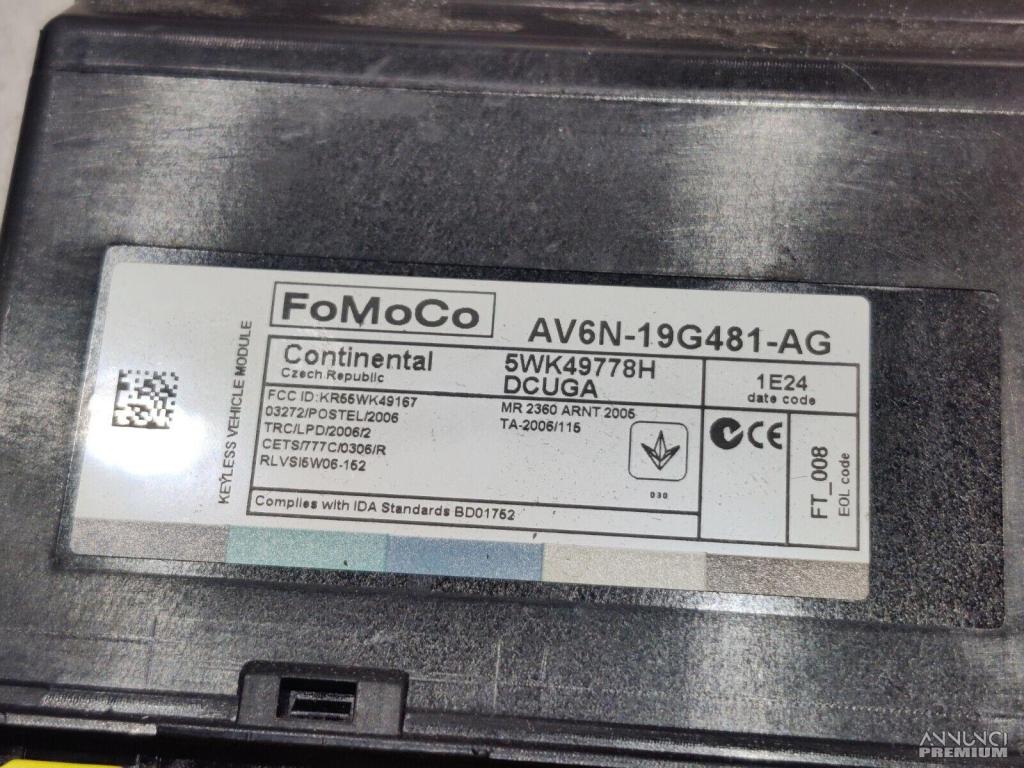 FoMoCo
AV6N-19G481-AG
KEYLESS VEHICLE MODULE
Continental
Czech Republic
5WK49778H
DCUGA
1E24
date code
FCC ID:KR55WK49167
03272/POSTEL/2006
TRC/LPD/2006/2
CETS/777C/0306/R
RLVSI5W06-152
MR 2360 ARNT 2005
TA-2006/115
030
CE
FT_008
EOL code
Complies with IDA Standards BD01752
ANNUNCI
PREMIUM